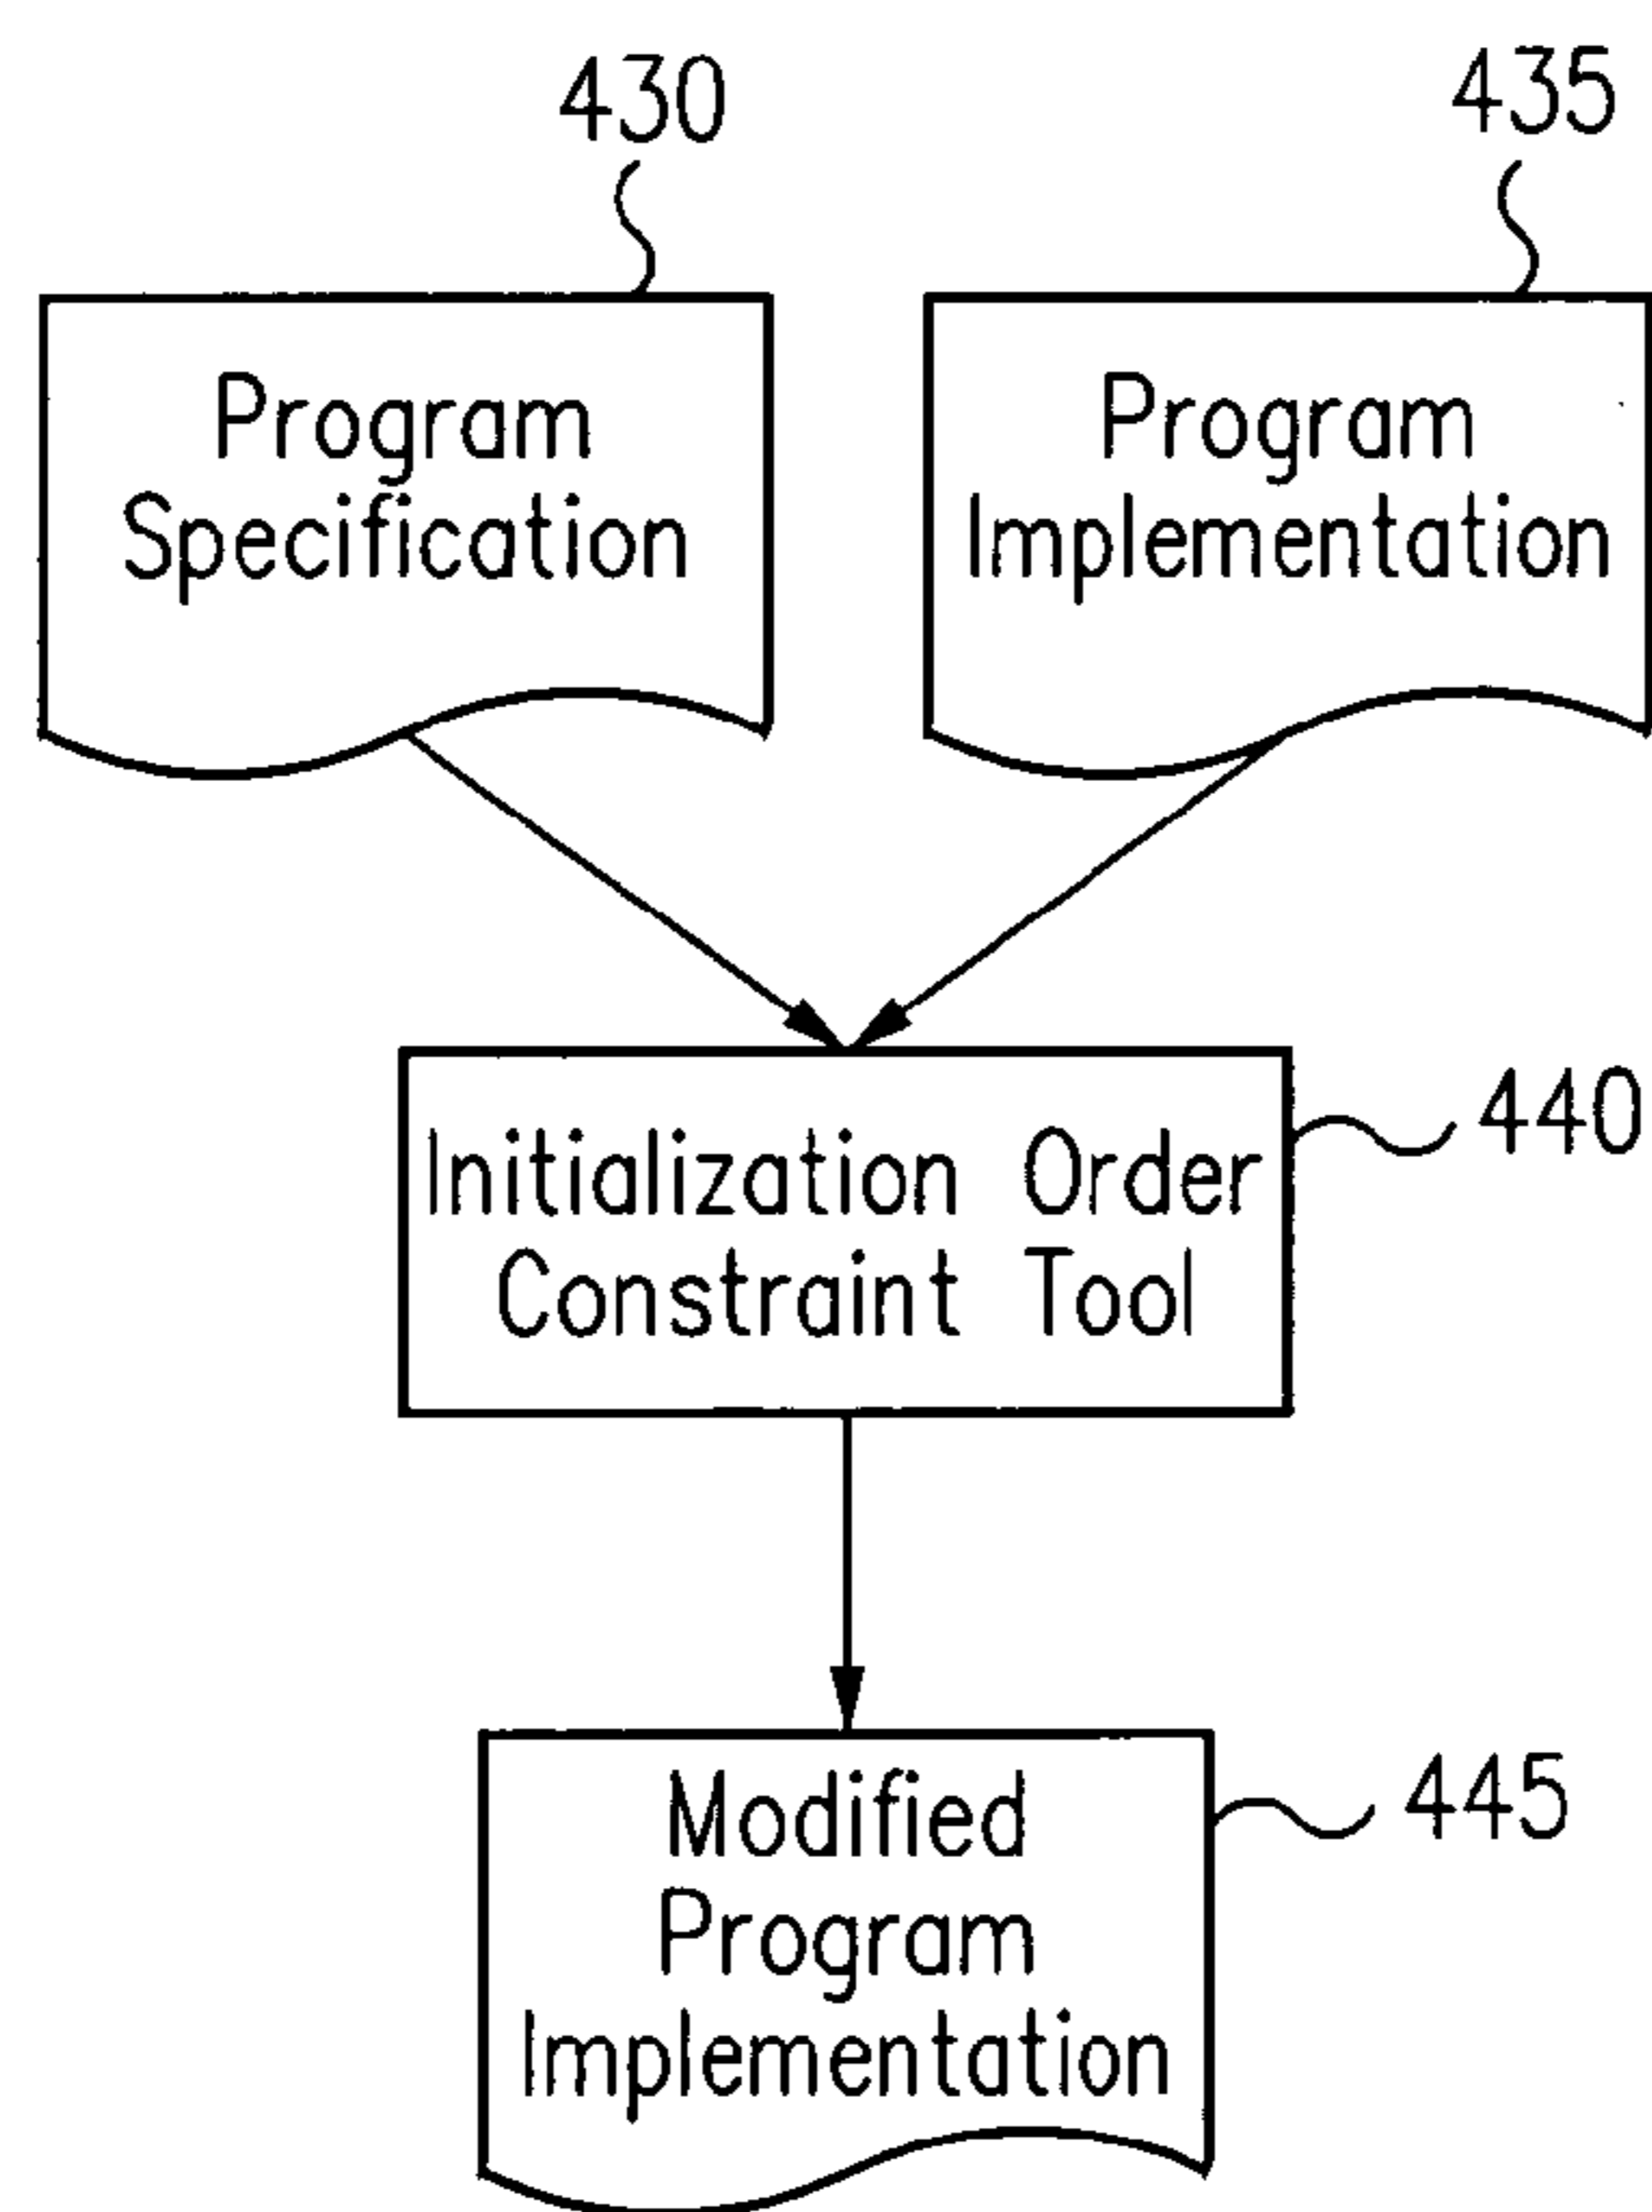 430
435
Program
Specification
Program
Implementation
440
Initialization Order
Constraint Tool
445
Modified
Program
Implementation